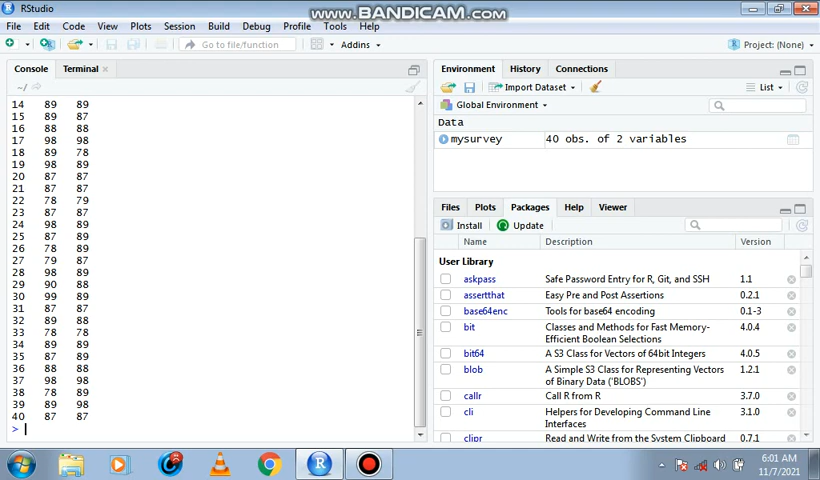 RStudio
www.BANDICAM.com
File Edit Code View Plots Session Build Debug Profile Tools Help
Go to file/function
Addins
Project: (None)
Console Terminal
~/
14 89 89
15 89 87
16 88 88
17 98 98
18 89 78
19 98 89
20 87 87
21 87 87
22 78 79
23 87 87
24 98 89
25 87 89
26 78 89
27 79 87
28 98 89
29 90 88
30 99 89
31 87 87
32 89 88
33 78 78
34 89 89
35 87 89
36 88 88
37 98 98
38 78 89
39 89 98
40 87 87
>
Environment History Connections
Import Dataset
List
Global Environment
Data
mysurvey 40 obs. of 2 variables
Files Plots Packages Help Viewer
Install Update
Name Description Version
User Library
askpass Safe Password Entry for R, Git, and SSH 1.1
assertthat Easy Pre and Post Assertions 0.2.1
base64enc Tools for base64 encoding 0.1-3
bit Classes and Methods for Fast Memory- 4.0.4
Efficient Boolean Selections
bit64 A S3 Class for Vectors of 64bit Integers 4.0.5
blob A Simple S3 Class for Representing Vectors 1.2.1
of Binary Data ('BLOBS')
callr Call R from R 3.7.0
cli Helpers for Developing Command Line 3.1.0
Interfaces
clipr Read and Write from the System Clipboard 0.7.1
6:01 AM
11/7/2021